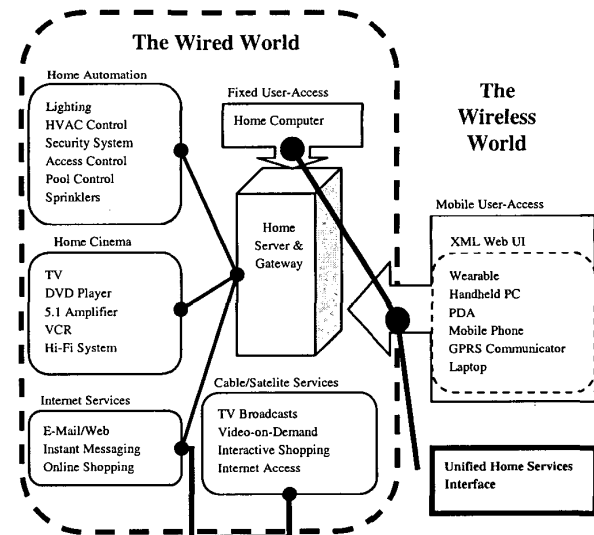 The Wired World
Home Automation
Lighting
HVAC Control
Security System
Access Control
Pool Control
Sprinklers
Fixed User-Access
Home Computer
Home
Server &
Gateway
Home Cinema
TV
DVD Player
5.1 Amplifier
VCR
Hi-Fi System
Internet Services
E-Mail/Web
Instant Messaging
Online Shopping
Cable/Satelite Services
TV Broadcasts
Video-on-Demand
Interactive Shopping
Internet Access
The
Wireless
World
Mobile User-Access
XML Web UI
Wearable
Handheld PC
PDA
Mobile Phone
GPRS Communicator
Laptop
Unified Home Services
Interface